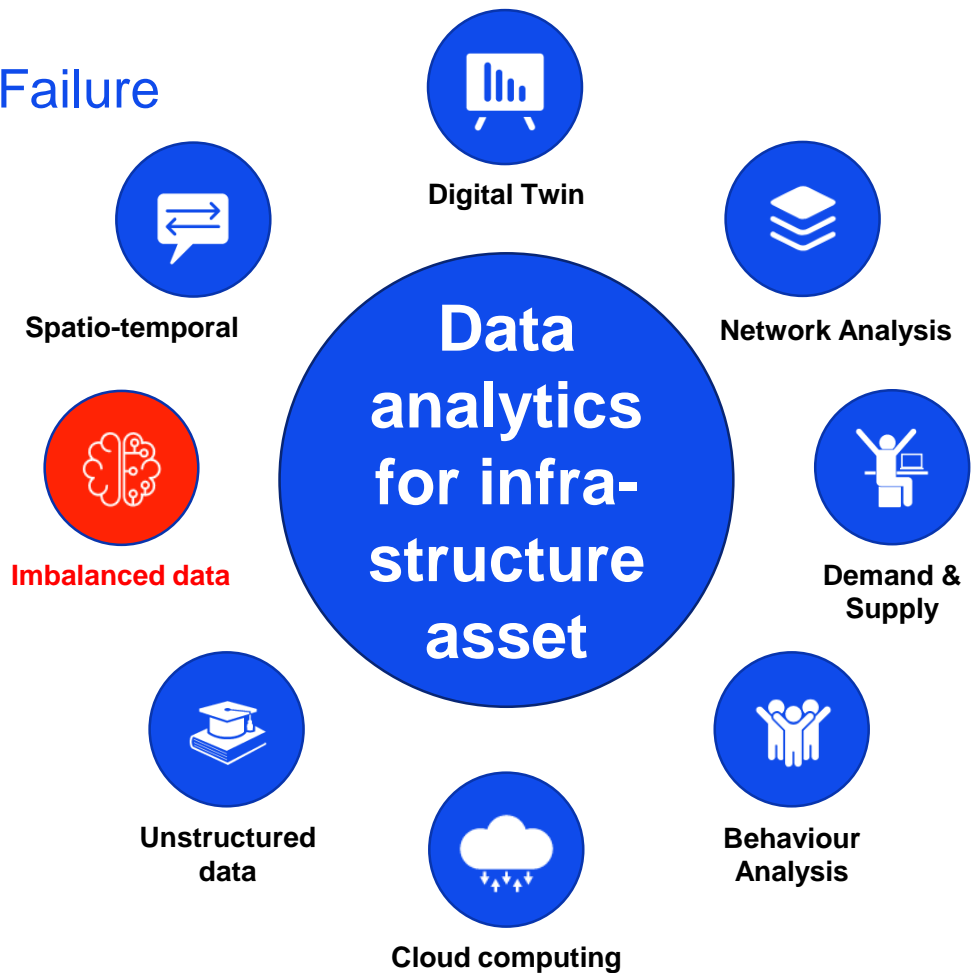 Failure
Digital Twin
Spatio-temporal
Network Analysis
Data
analytics
for infra-
structure
asset
Imbalanced data
Demand &
Supply
Unstructured
data
Behaviour
Analysis
Cloud computing